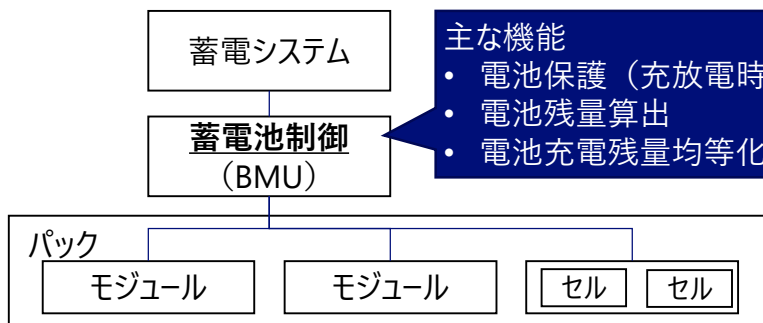 蓄電システム
主な機能
• 電池保護（充放電時
• 電池残量算出
• 電池充電残量均等化
蓄電池制御
（BMU）
パック
モジュール
モジュール
セル
セル